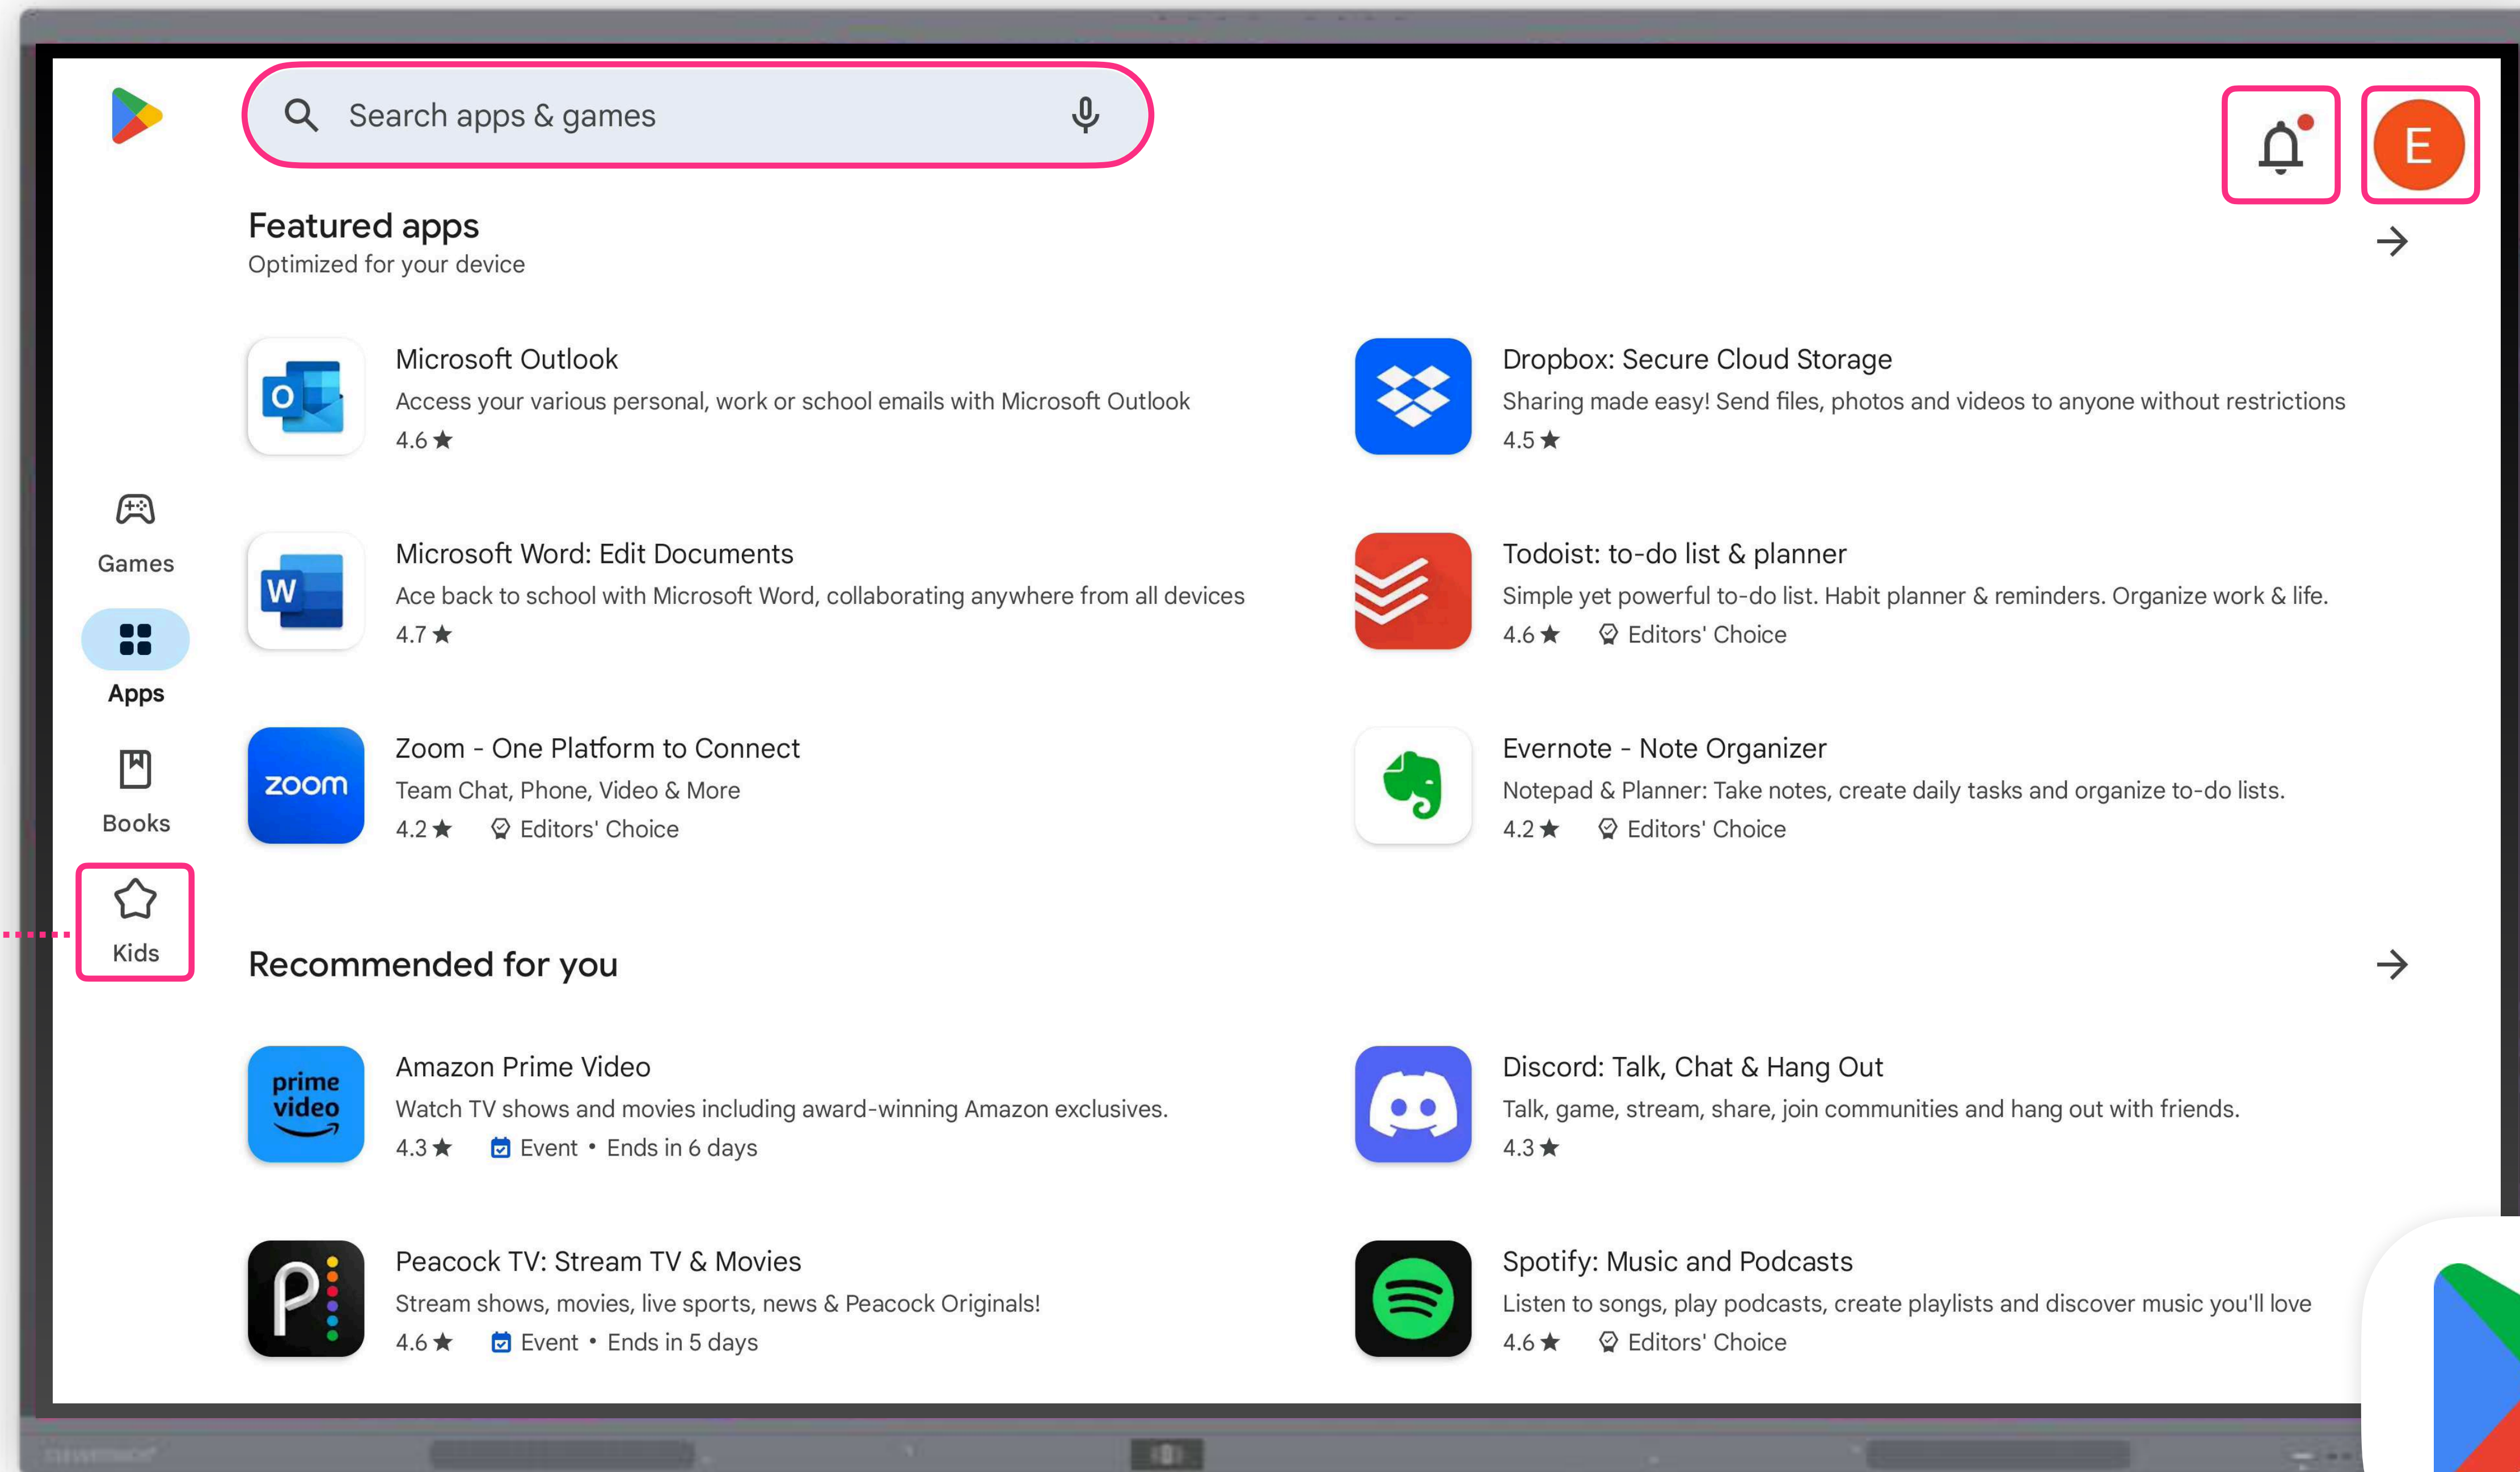 Search apps & games
E
Featured apps
Optimized for your device
Microsoft Outlook
Access your various personal, work or school emails with Microsoft Outlook
4.6 ★
Dropbox: Secure Cloud Storage
Sharing made easy! Send files, photos and videos to anyone without restrictions
4.5 ★
Games
Apps
Books
Kids
W
Microsoft Word: Edit Documents
Ace back to school with Microsoft Word, collaborating anywhere from all devices
4.7 ★
Todoist: to-do list & planner
Simple yet powerful to-do list. Habit planner & reminders. Organize work & life.
4.6 ★ Editors' Choice
zoom
Zoom - One Platform to Connect
Team Chat, Phone, Video & More
4.2 ★ Editors' Choice
Evernote - Note Organizer
Notepad & Planner: Take notes, create daily tasks and organize to-do lists.
4.2 ★ Editors' Choice
Recommended for you
prime
video
Amazon Prime Video
Watch TV shows and movies including award-winning Amazon exclusives.
4.3 ★ Event • Ends in 6 days
Discord: Talk, Chat & Hang Out
Talk, game, stream, share, join communities and hang out with friends.
4.3 ★
P
Peacock TV: Stream TV & Movies
Stream shows, movies, live sports, news & Peacock Originals!
4.6 ★ Event • Ends in 5 days
Spotify: Music and Podcasts
Listen to songs, play podcasts, create playlists and discover music you'll love
4.6 ★ Editors' Choice